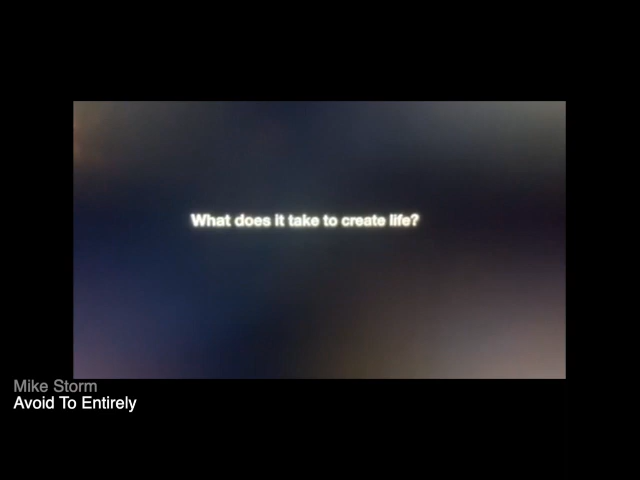 What does it take to create life?
Mike Storm
Avoid To Entirely